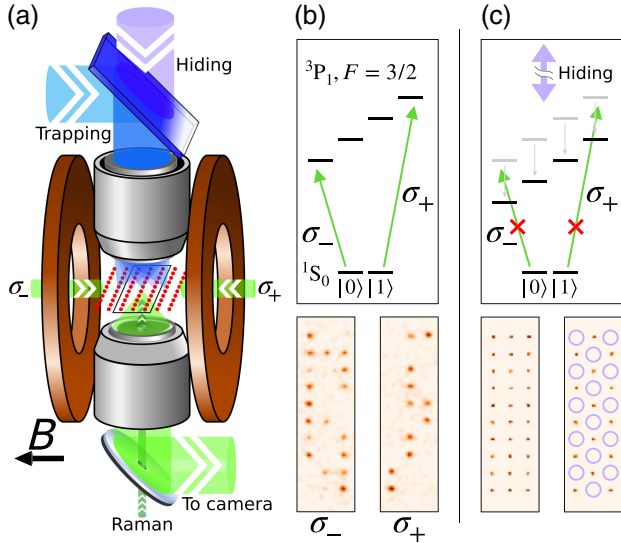 (a)
Hiding
Trapping
σ₋
σ₊
B
To camera
Raman
(b)
³P₁, F = 3/2
σ₋
σ₊
¹S₀
|0⟩ |1⟩
σ₋
σ₊
(c)
Hiding
σ₋
σ₊
|0⟩ |1⟩